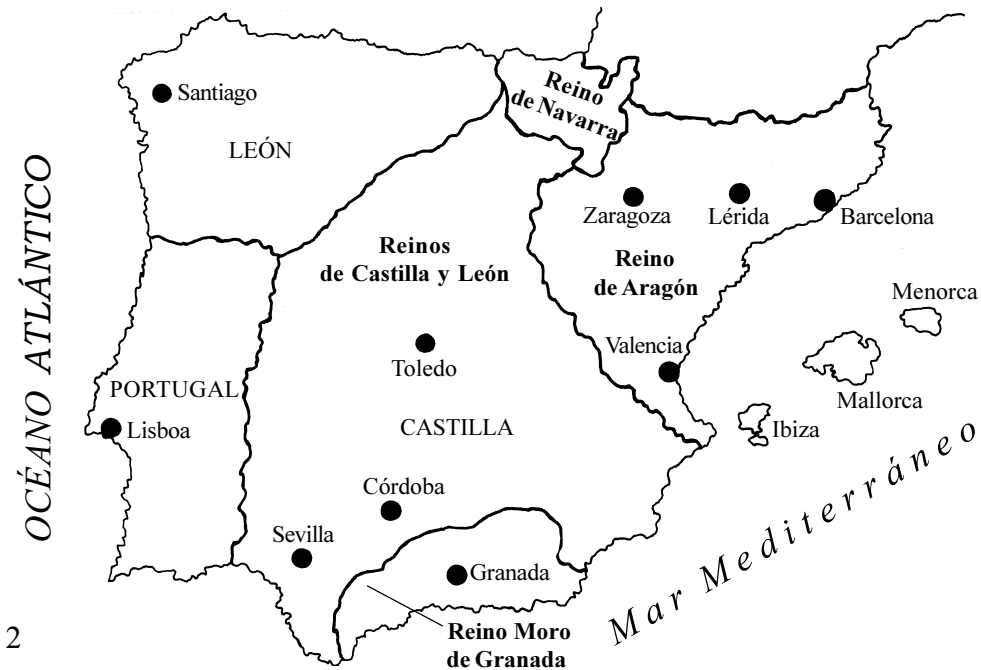 Reino
de Navarra
Santiago
LEÓN
OCÉANO ATLÁNTICO
Zaragoza
Lérida
Barcelona
Reinos
de Castilla y León
Reino
de Aragón
Menorca
Valencia
Toledo
Mallorca
PORTUGAL
Lisboa
CASTILLA
Ibiza
Mar Mediterráneo
Córdoba
Sevilla
Granada
Reino Moro
de Granada
2